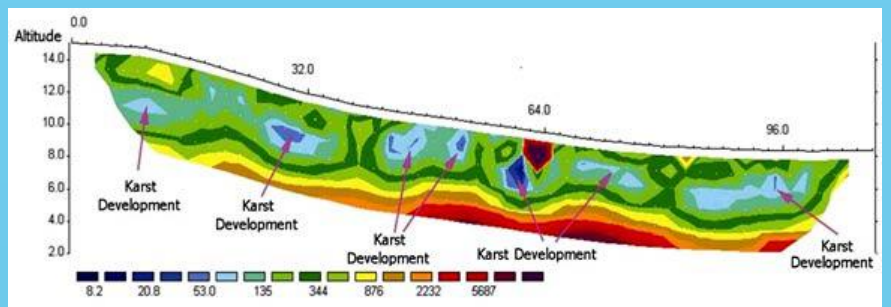 0.0
Altitude
14.0
32.0
12.0
64.0
10.0
96.0
8.0
6.0
Karst
Development
Karst
Development
4.0
Karst
Development
Karst Development
Karst
Development
2.0
8.2 20.8 53.0 135 344 876 2232 5687